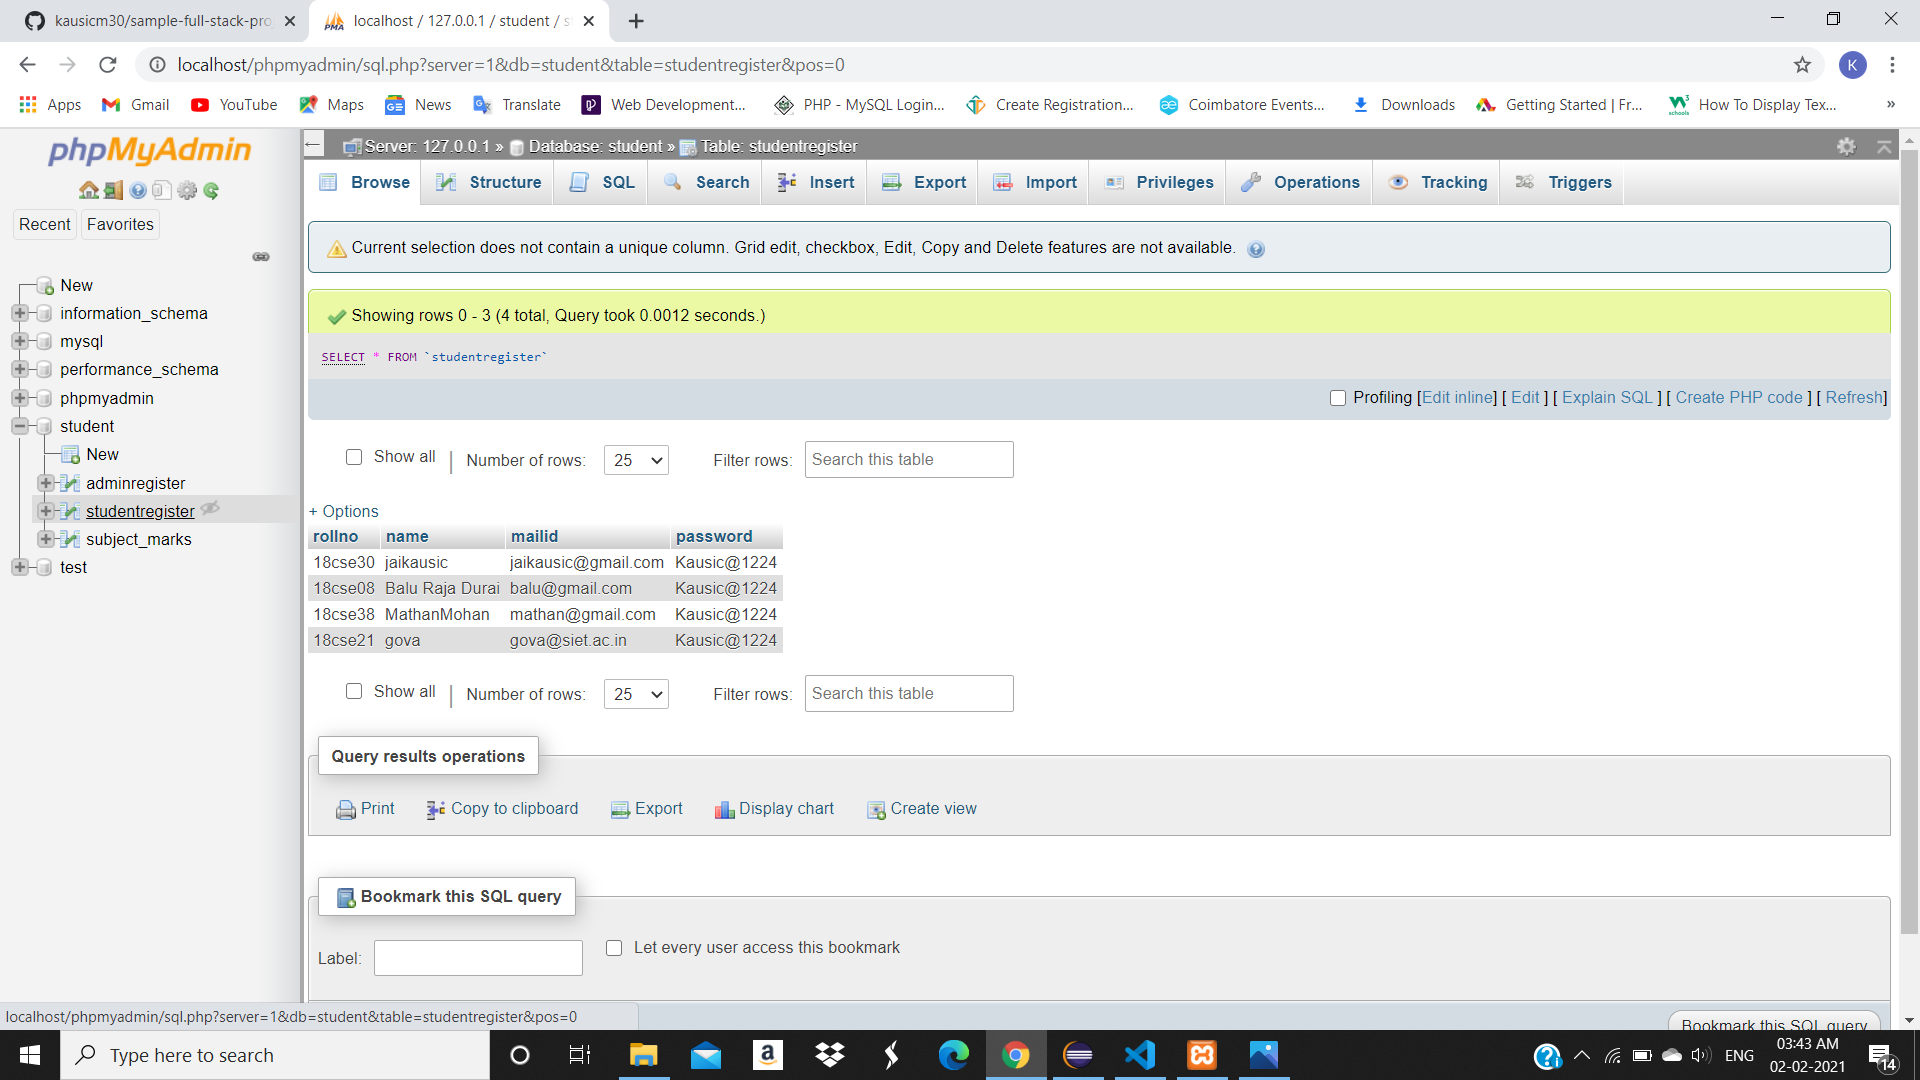 kausicm30/sample-full-stack-pro
localhost / 127.0.0.1 / student / s
localhost/phpmyadmin/sql.php?server=1&db=student&table=studentregister&pos=0
K
Apps Gmail YouTube Maps News Translate Web Development... PHP - MySQL Login... Create Registration... Coimbatore Events... Downloads Getting Started | Fr... How To Display Tex... »
phpMyAdmin
Recent Favorites
New
information_schema
mysql
performance_schema
phpmyadmin
student
New
adminregister
studentregister
subject_marks
test
Server: 127.0.0.1 » Database: student » Table: studentregister
Browse Structure SQL Search Insert Export Import Privileges Operations Tracking Triggers
Current selection does not contain a unique column. Grid edit, checkbox, Edit, Copy and Delete features are not available.
Showing rows 0 - 3 (4 total, Query took 0.0012 seconds.)
SELECT * FROM `studentregister`
Profiling [Edit inline] [ Edit ] [ Explain SQL ] [ Create PHP code ] [ Refresh]
Show all | Number of rows: 25 Filter rows: Search this table
+ Options
rollno name mailid password
18cse30 jaikausic jaikausic@gmail.com Kausic@1224
18cse08 Balu Raja Durai balu@gmail.com Kausic@1224
18cse38 MathanMohan mathan@gmail.com Kausic@1224
18cse21 gova gova@siet.ac.in Kausic@1224
Show all | Number of rows: 25 Filter rows: Search this table
Query results operations
Print Copy to clipboard Export Display chart Create view
Bookmark this SQL query
Label: Let every user access this bookmark
Bookmark this SQL query
localhost/phpmyadmin/sql.php?server=1&db=student&table=studentregister&pos=0
Type here to search
ENG
03:43 AM
02-02-2021
14